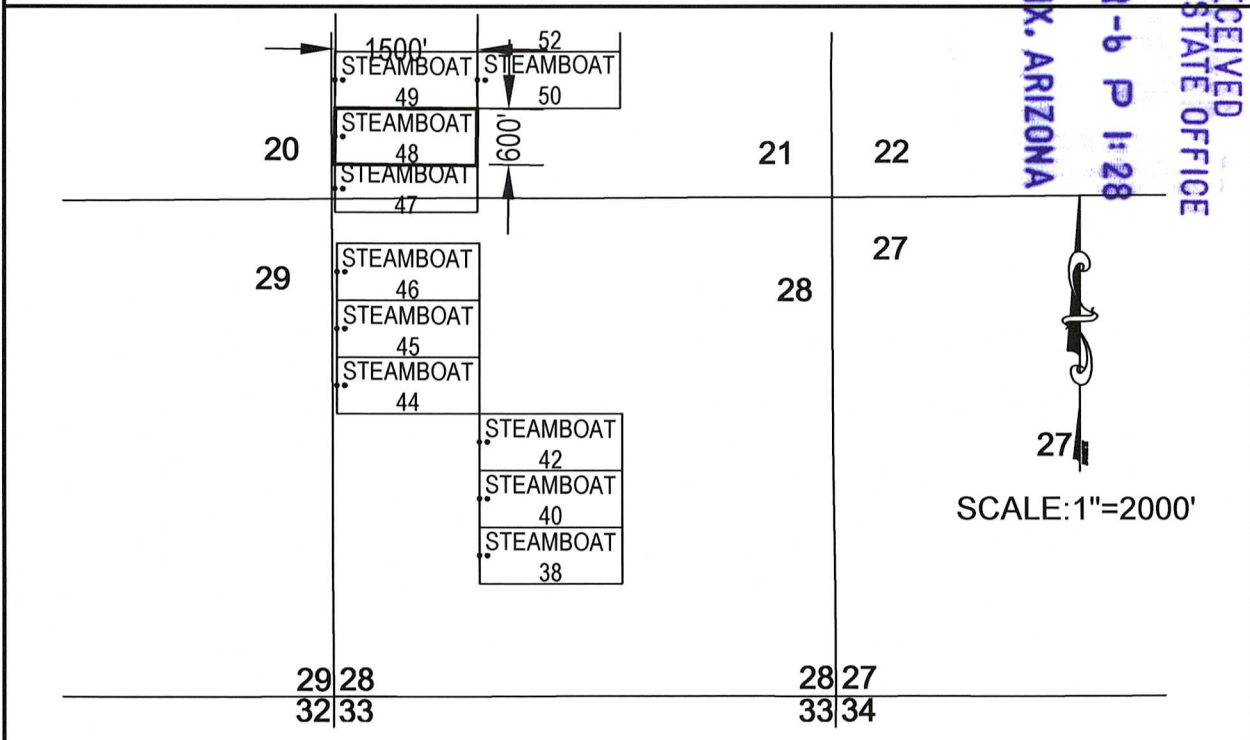 1500'
52
STEAMBOAT
49
STEAMBOAT
50
STEAMBOAT
48
600'
STEAMBOAT
47
20
21
22
29
STEAMBOAT
46
STEAMBOAT
45
STEAMBOAT
44
28
27
STEAMBOAT
42
STEAMBOAT
40
STEAMBOAT
38
27
SCALE:1"=2000'
29 28
32 33
28 27
33 34
STATE OFFICE
P 1:28
ARIZONA